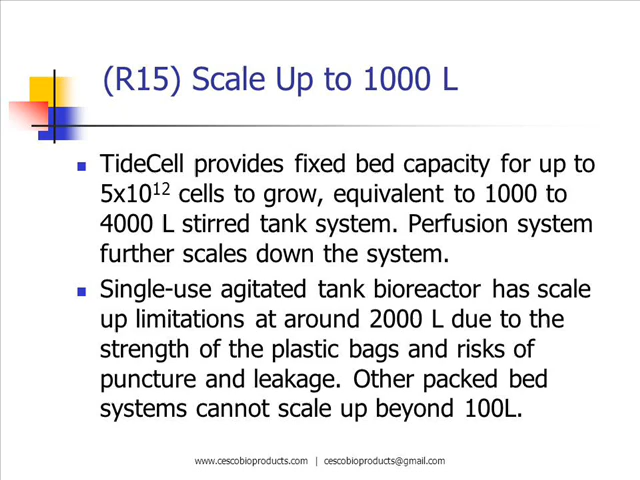 (R15) Scale Up to 1000 L
TideCell provides fixed bed capacity for up to
5x10¹² cells to grow, equivalent to 1000 to
4000 L stirred tank system. Perfusion system
further scales down the system.
Single-use agitated tank bioreactor has scale
up limitations at around 2000 L due to the
strength of the plastic bags and risks of
puncture and leakage. Other packed bed
systems cannot scale up beyond 100L.
www.cescobioproducts.com | cescobioproducts@gmail.com